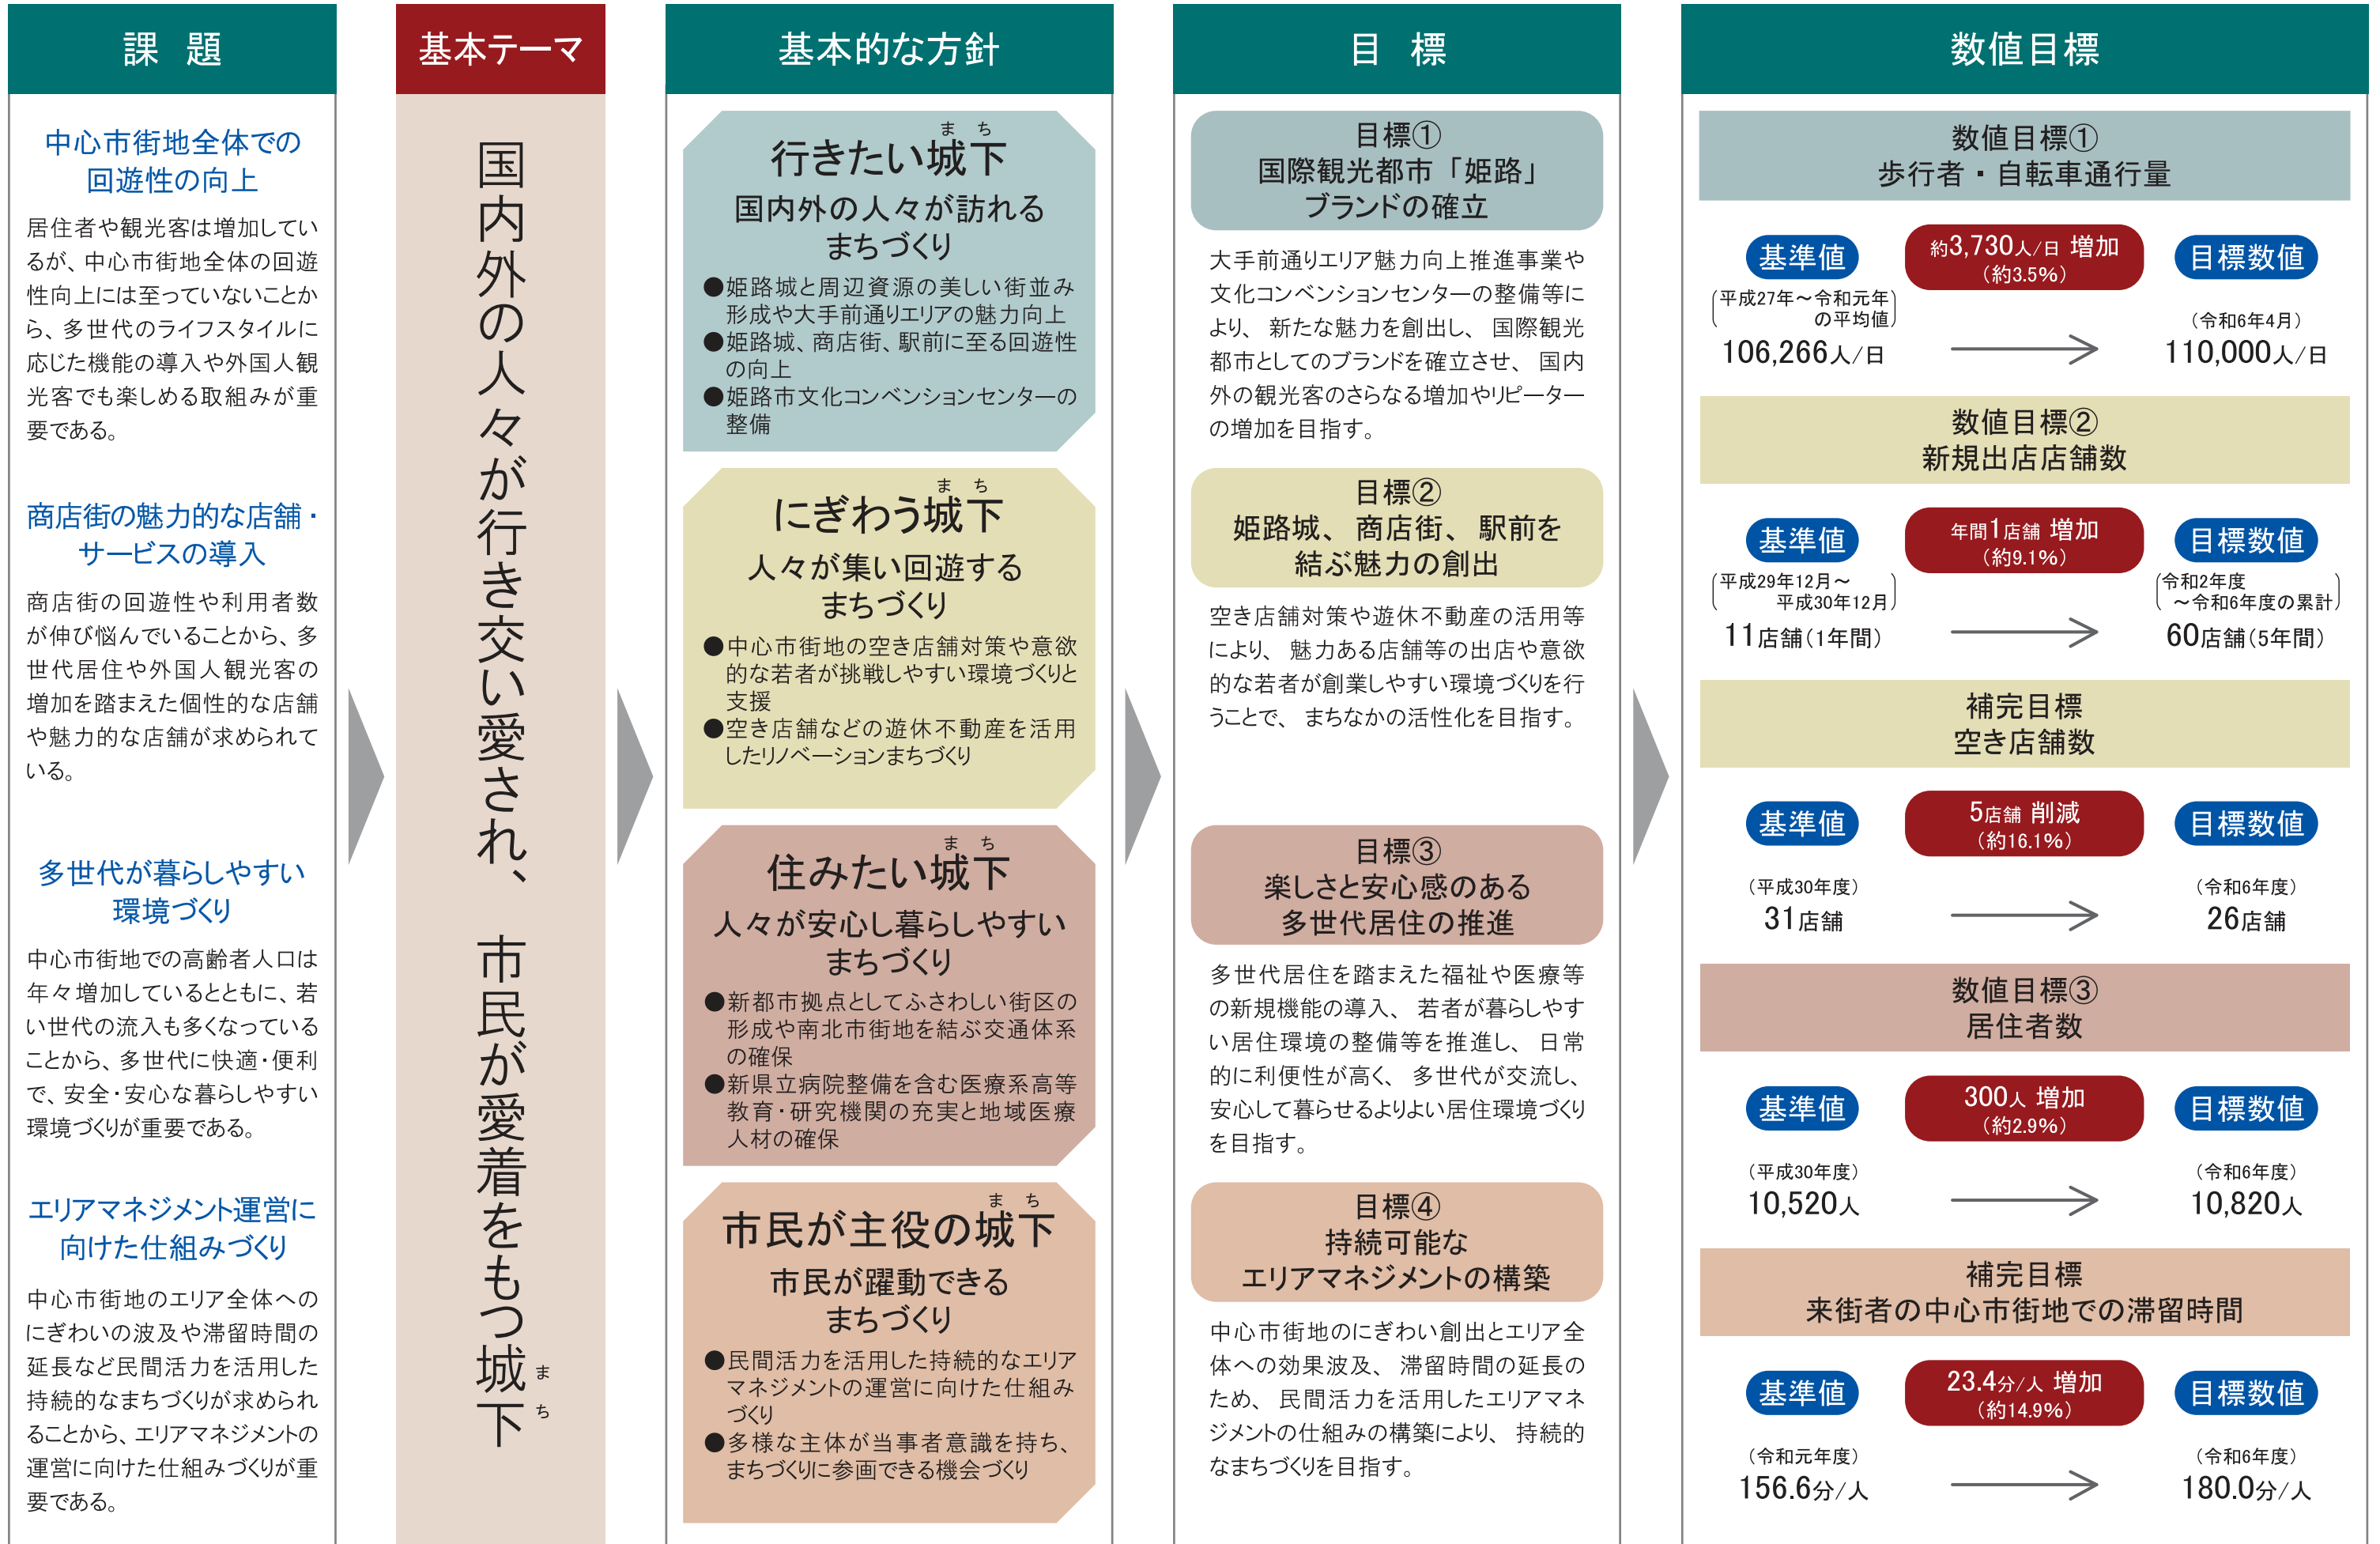 課 題
中心市街地全体での
回遊性の向上
居住者や観光客は増加してい
るが、中心市街地全体の回遊
性向上には至っていないことか
ら、多世代のライフスタイルに
応じた機能の導入や外国人観
光客でも楽しめる取組みが重
要である。
商店街の魅力的な店舗・
サービスの導入
商店街の回遊性や利用者数
が伸び悩んでいることから、多
世代居住や外国人観光客の
増加を踏まえた個性的な店舗
や魅力的な店舗が求められて
いる。
多世代が暮らしやすい
環境づくり
中心市街地での高齢者人口は
年々増加しているとともに、若
い世代の流入も多くなっている
ことから、多世代に快適・便利
で、安全・安心な暮らしやすい
環境づくりが重要である。
エリアマネジメント運営に
向けた仕組みづくり
中心市街地のエリア全体への
にぎわいの波及や滞留時間の
延長など民間活力を活用した
持続的なまちづくりが求められ
ることから、エリアマネジメントの
運営に向けた仕組みづくりが重
要である。
基本テーマ
国内外の人々が行き交い愛され、市民が愛着をもつ城下
まち
基本的な方針
まち
行きたい城下
国内外の人々が訪れる
まちづくり
●姫路城と周辺資源の美しい街並み
形成や大手前通りエリアの魅力向上
●姫路城、商店街、駅前に至る回遊性
の向上
●姫路市文化コンベンションセンターの
整備
まち
にぎわう城下
人々が集い回遊する
まちづくり
●中心市街地の空き店舗対策や意欲
的な若者が挑戦しやすい環境づくりと
支援
●空き店舗などの遊休不動産を活用
したリノベーションまちづくり
まち
住みたい城下
人々が安心し暮らしやすい
まちづくり
●新都市拠点としてふさわしい街区の
形成や南北市街地を結ぶ交通体系
の確保
●新県立病院整備を含む医療系高等
教育・研究機関の充実と地域医療
人材の確保
まち
市民が主役の城下
市民が躍動できる
まちづくり
●民間活力を活用した持続的なエリア
マネジメントの運営に向けた仕組み
づくり
●多様な主体が当事者意識を持ち、
まちづくりに参画できる機会づくり
目 標
目標①
国際観光都市「姫路」
ブランドの確立
大手前通りエリア魅力向上推進事業や
文化コンベンションセンターの整備等に
より、新たな魅力を創出し、国際観光
都市としてのブランドを確立させ、国内
外の観光客のさらなる増加やリピーター
の増加を目指す。
目標②
姫路城、商店街、駅前を
結ぶ魅力の創出
空き店舗対策や遊休不動産の活用等
により、魅力ある店舗等の出店や意欲
的な若者が創業しやすい環境づくりを行
うことで、まちなかの活性化を目指す。
目標③
楽しさと安心感のある
多世代居住の推進
多世代居住を踏まえた福祉や医療等
の新規機能の導入、若者が暮らしやす
い居住環境の整備等を推進し、日常
的に利便性が高く、多世代が交流し、
安心して暮らせるよりよい居住環境づくり
を目指す。
目標④
持続可能な
エリアマネジメントの構築
中心市街地のにぎわい創出とエリア全
体への効果波及、滞留時間の延長の
ため、民間活力を活用したエリアマネ
ジメントの仕組みの構築により、持続的
なまちづくりを目指す。
数値目標
数値目標①
歩行者・自転車通行量
基準値
(平成27年～令和元年
の平均値)
106,266人/日
約3,730人/日 増加
(約3.5%)
目標数値
(令和6年4月)
110,000人/日
数値目標②
新規出店店舗数
基準値
(平成29年12月～
平成30年12月)
11店舗(1年間)
年間1店舗 増加
(約9.1%)
目標数値
(令和2年度
～令和6年度の累計)
60店舗(5年間)
補完目標
空き店舗数
基準値
(平成30年度)
31店舗
5店舗 削減
(約16.1%)
目標数値
(令和6年度)
26店舗
数値目標③
居住者数
基準値
(平成30年度)
10,520人
300人 増加
(約2.9%)
目標数値
(令和6年度)
10,820人
補完目標
来街者の中心市街地での滞留時間
基準値
(令和元年度)
156.6分/人
23.4分/人 増加
(約14.9%)
目標数値
(令和6年度)
180.0分/人